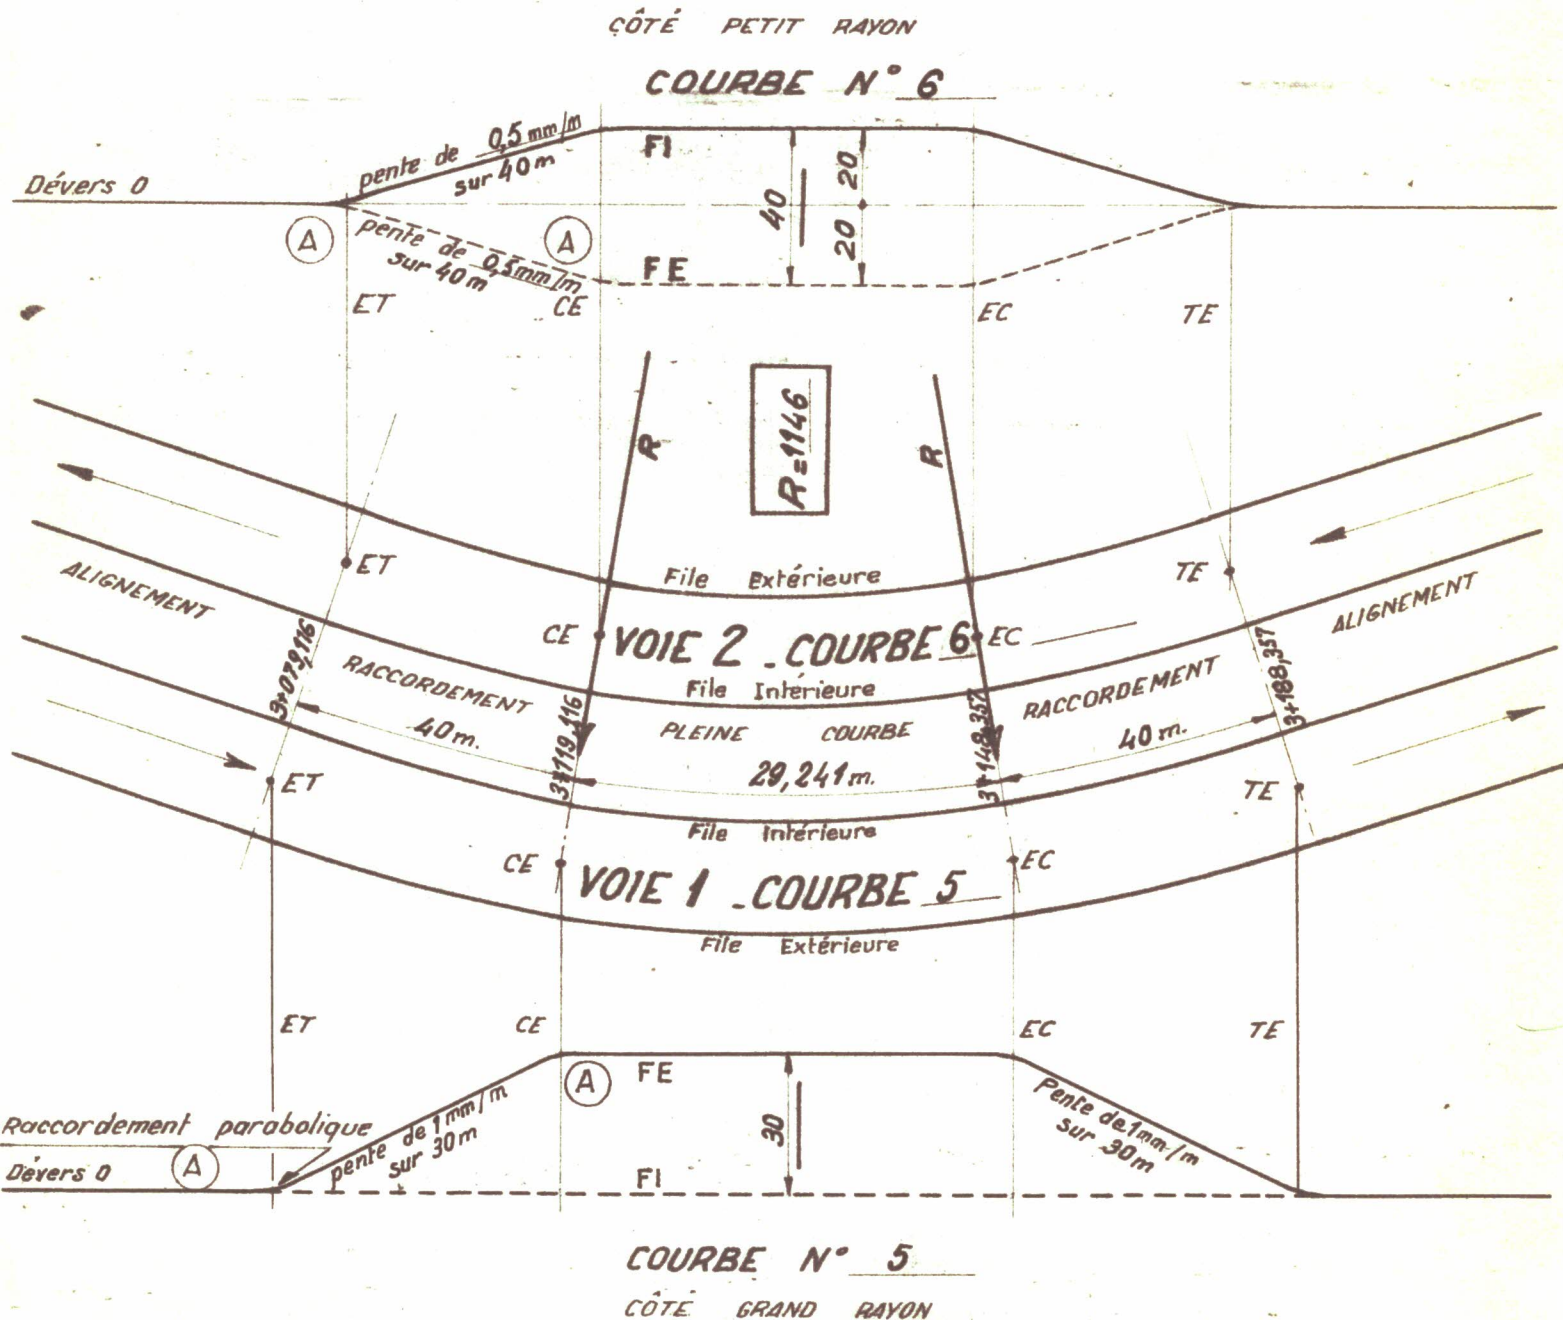 CÔTÉ PETIT RAYON
COURBE N° 6
pente de 0,5 mm/m
sur 40 m
FI
Dévers 0
40
20
20
A
A
pente de 0,5 mm/m
sur 40 m
FE
ET
CE
EC
TE
R
R=1146
R
ET
File Extérieure
TE
ALIGNEMENT
ALIGNEMENT
CE
VOIE 2 _ COURBE 6
EC
3+079,116
RACCORDEMENT
File Intérieure
RACCORDEMENT
3+188,357
40 m.
3+119,116
PLEINE COURBE
3+148,357
40 m.
29,241 m.
ET
TE
File Intérieure
CE
VOIE 1 _ COURBE 5
EC
File Extérieure
ET
CE
EC
TE
FE
A
Raccordement parabolique
pente de 1 mm/m
sur 30 m
30
Pente de 1 mm/m
sur 30 m
Dévers 0
A
FI
COURBE N° 5
CÔTÉ GRAND RAYON